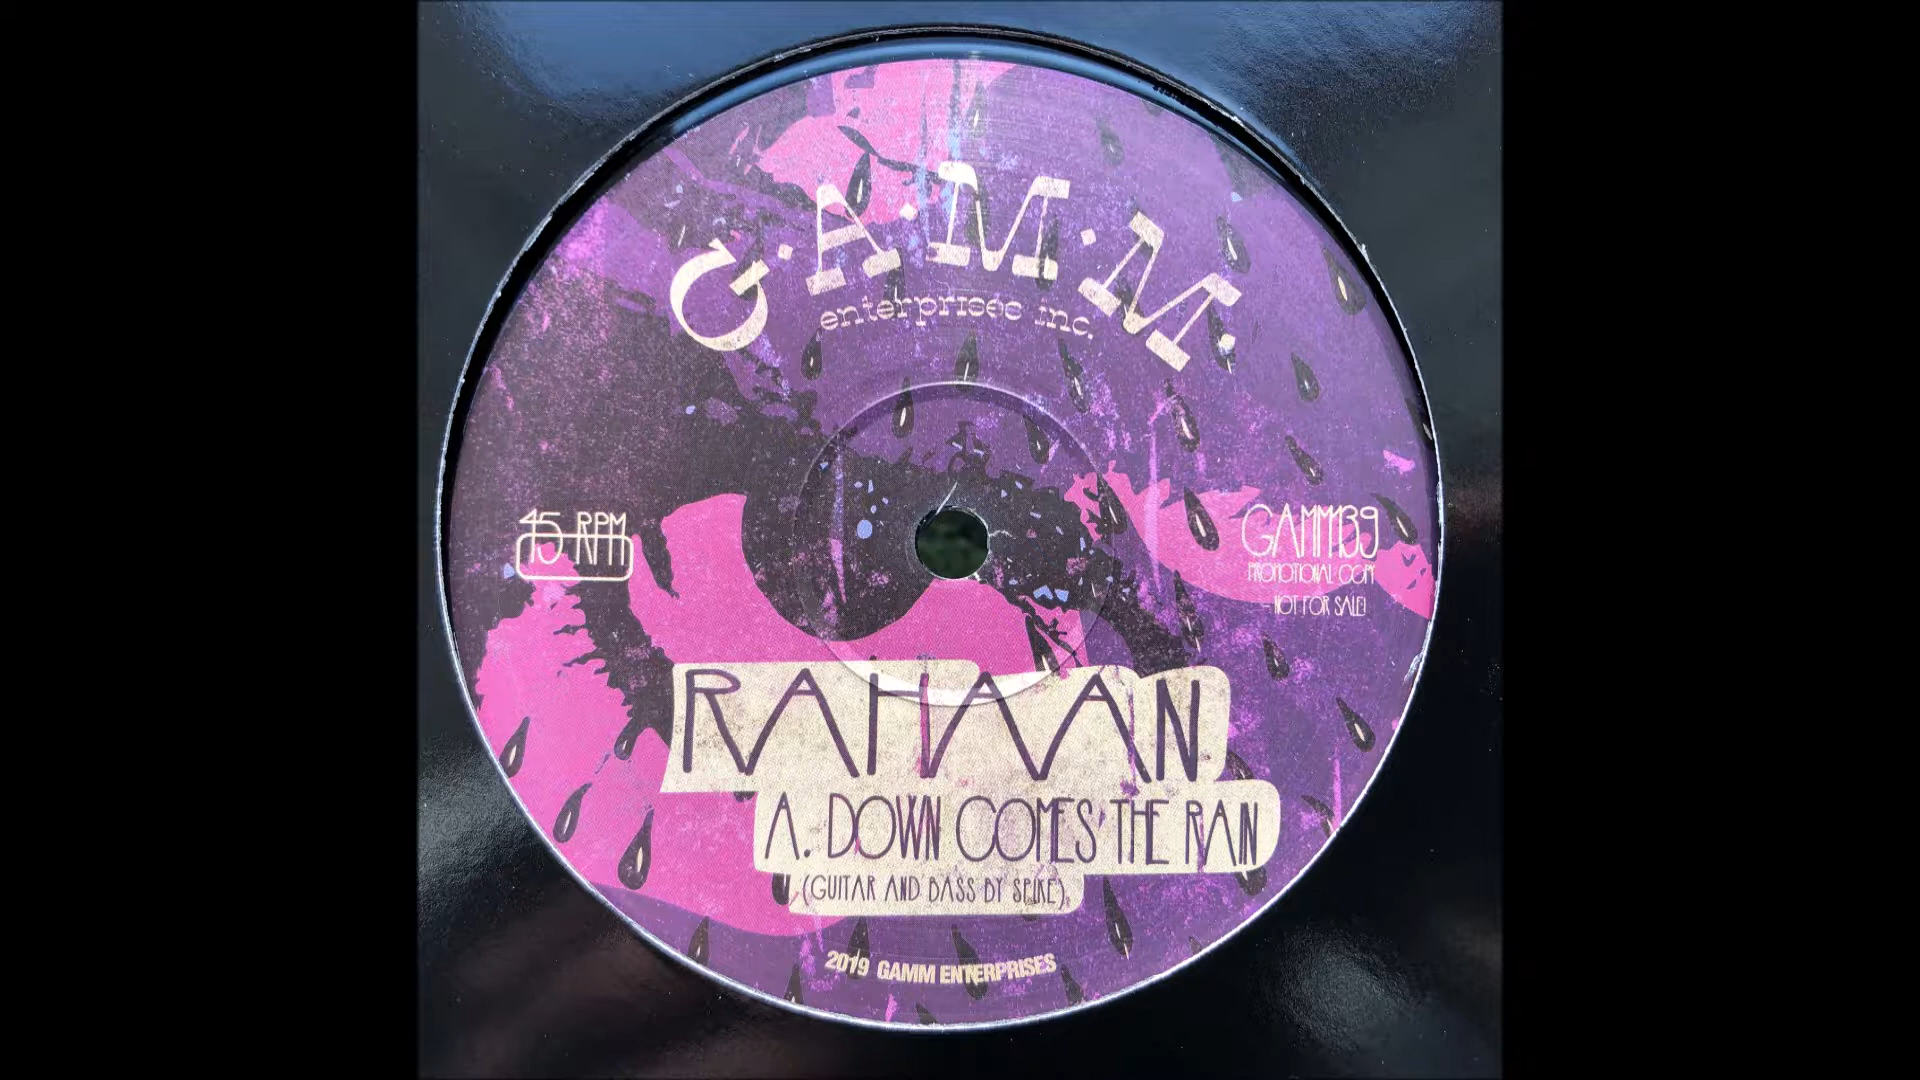 G·A·M·M·
enterprises inc.
45 RPM
GAMM139
PROMOTIONAL COPY
- NOT FOR SALE!
RAHAAN
A. DOWN COMES THE RAIN
(GUITAR AND BASS BY SPIKE)
2019 GAMM ENTERPRISES